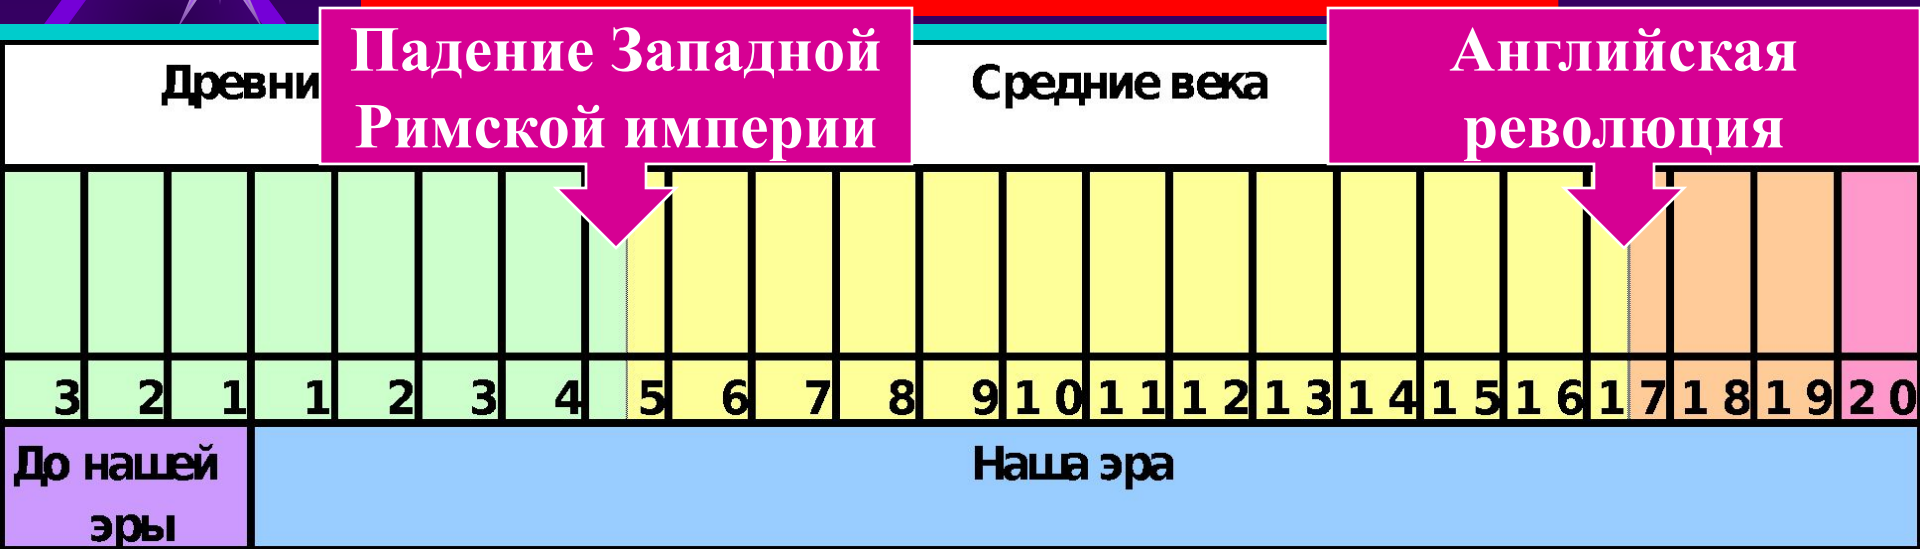 Падение Западной
Римской империи
Английская
революция
Древни
Средние века
3 2 1 1 2 3 4 5 6 7 8 9 10 11 12 13 14 15 16 17 18 19 20
До нашей
эры
Наша эра